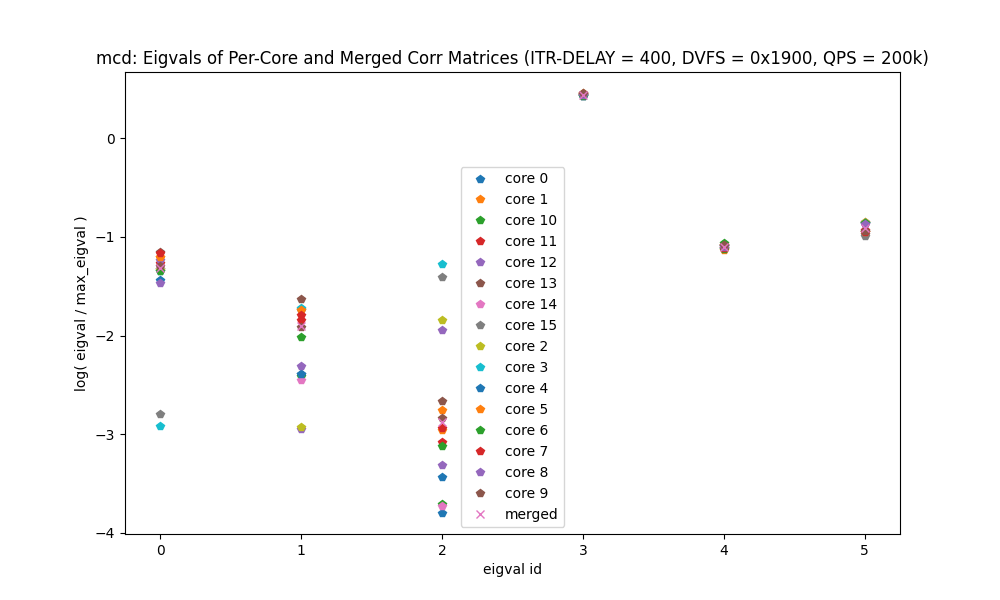 mcd: Eigvals of Per-Core and Merged Corr Matrices (ITR-DELAY = 400, DVFS = 0x1900, QPS = 200k)
log( eigval / max_eigval )
0
−1
−2
−3
−4
core 0
core 1
core 10
core 11
core 12
core 13
core 14
core 15
core 2
core 3
core 4
core 5
core 6
core 7
core 8
core 9
merged
0 1 2 3 4 5
eigval id